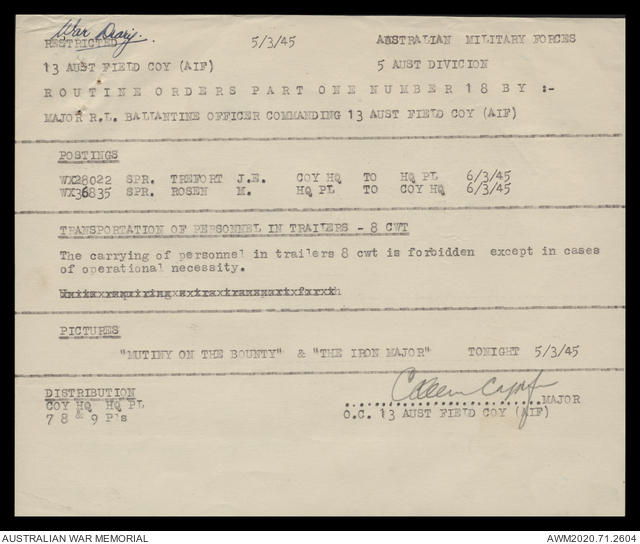 War Diary.
RESTRICTED 5/3/45 AUSTRALIAN MILITARY FORCES
13 AUST FIELD COY (AIF) 5 AUST DIVICION
ROUTINE ORDERS PART ONE NUMBER 18 BY :-
MAJOR R.L. BALLANTINE OFFICER COMMANDING 13 AUST FIELD COY (AIF)
POSTINGS
WX28022 SPR. TREFORT J.E. COY HQ TO HQ PL 6/3/45
WX36835 SPR. ROSEN M. HQ PL TO COY HQ 6/3/45
TRANSPORTATION OF PERSONNEL IN TRAILERS - 8 CWT
The carrying of personnel in trailers 8 cwt is forbidden except in cases
of operational necessity.
PICTURES
"MUTINY ON THE BOUNTY" & "THE IRON MAJOR" TONIGHT 5/3/45
DISTRIBUTION
COY HQ HQ PL
7 8 & 9 Pls
MAJOR
O.C. 13 AUST FIELD COY (AIF)
AUSTRALIAN WAR MEMORIAL AWM2020.71.2604